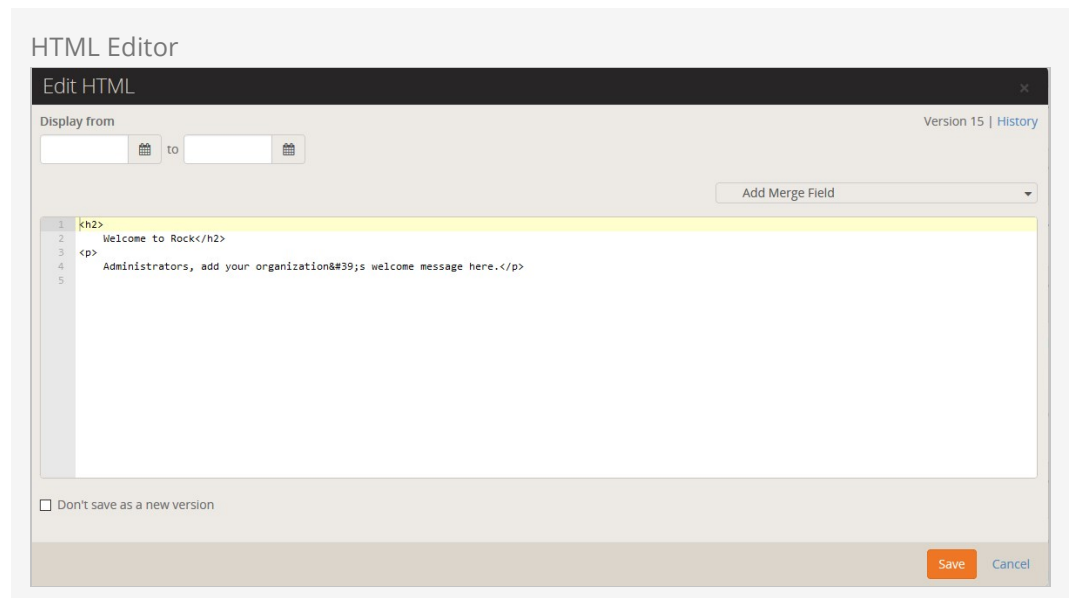 HTML Editor
Edit HTML ×
Display from
Version 15 | History
to
Add Merge Field
1 <h2>
2 Welcome to Rock</h2>
3 <p>
4 Administrators, add your organization&#39;s welcome message here.</p>
5
Don't save as a new version
Save Cancel